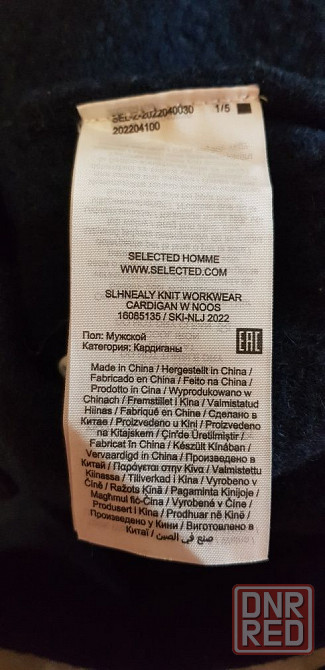 SEL-Z-2022040030 1/5
202204100
SELECTED HOMME
WWW.SELECTED.COM
SLHNEALY KNIT WORKWEAR
CARDIGAN W NOOS
16085135 / SKI-NLJ 2022
Пол: Мужской
Категория: Кардиганы
EAC
Made in China / Hergestellt in China /
Fabricado en China / Feito na China /
Prodotto in Cina / Wyprodukowano w
Chinach / Fremstillet i Kina / Valmistatud
Hiinas / Fabriqué en Chine / Сделано в
Китае / Proizvedeno u Kini / Proizvedeno
na Kitajskem / Çin'de Üretilmiştir /
Fabricat în China / Készült Kínában /
Vervaardigd in China / Произведено в
Китай / Παράγεται στην Κίνα / Valmistettu
Kiinassa / Tillverkad i Kina / Vyrobeno v
Číně / Ražots Ķīnā / Pagaminta Kinijoje /
Maghmul fiċ-Ċina / Vyrobené v Číne /
Produsert i Kina / Prodhuar në Kinë /
Произведено у Кини / Виготовлено в
Китаї / صنع في الصين
DNR
RED